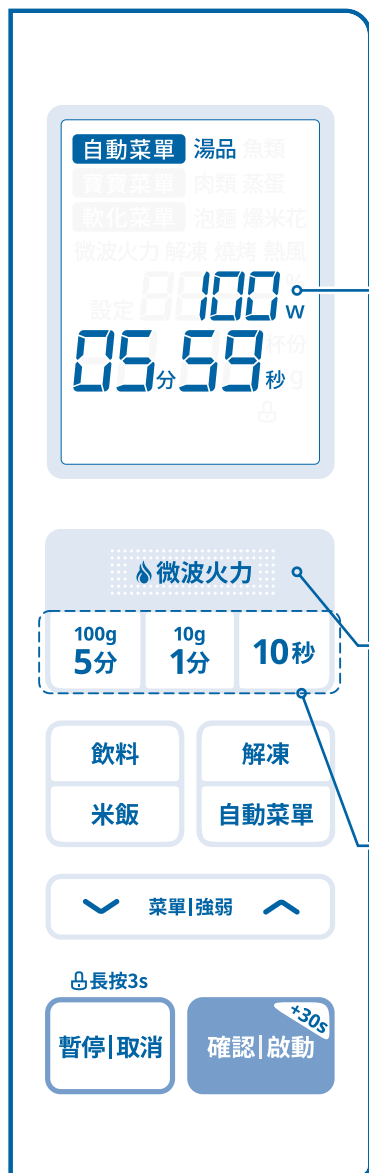 自動菜單 湯品 魚類
寶寶菜單 肉類 蒸蛋
軟化菜單 泡麵 爆米花
微波火力 解凍 燒烤 熱風
設定 100 W
05分59秒 杯份 g
微波火力
100g 10g
5分 1分 10秒
飲料 解凍
米飯 自動菜單
菜單|強弱
長按3s
+30s
暫停|取消 確認|啟動